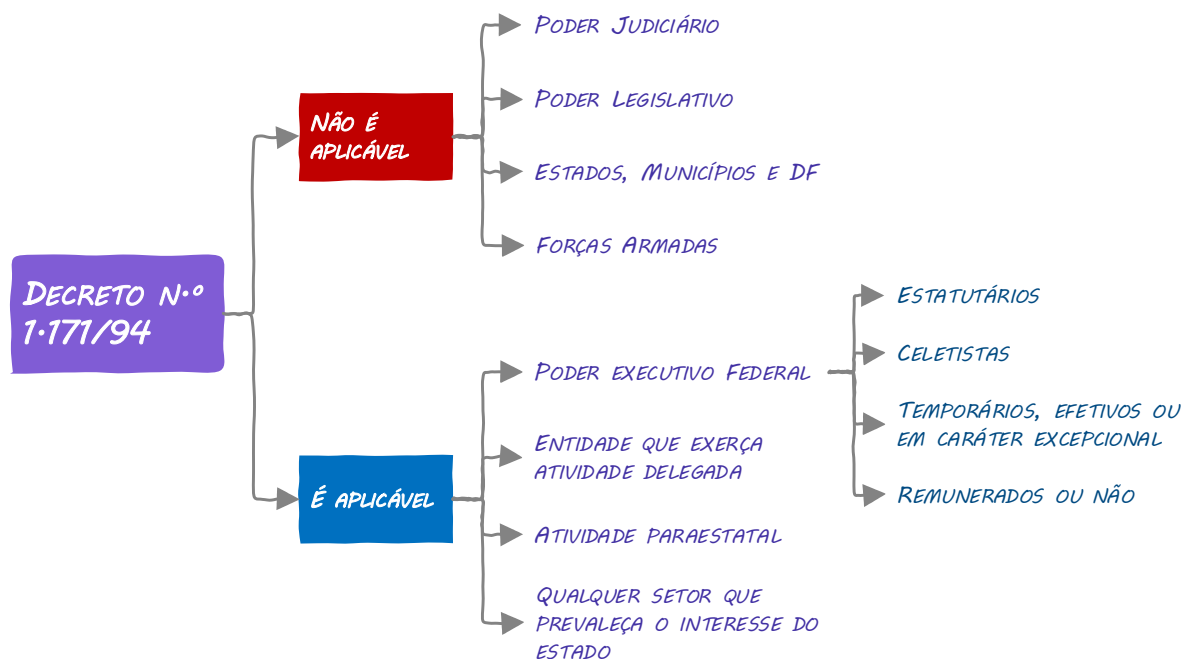 Decreto n.º
1.171/94
Não é
aplicável
Poder Judiciário
Poder Legislativo
Estados, Municípios e DF
Forças Armadas
É aplicável
Poder executivo Federal
Estatutários
Celetistas
Temporários, efetivos ou
em caráter excepcional
Remunerados ou não
Entidade que exerça
atividade delegada
Atividade paraestatal
Qualquer setor que
prevaleça o interesse do
Estado